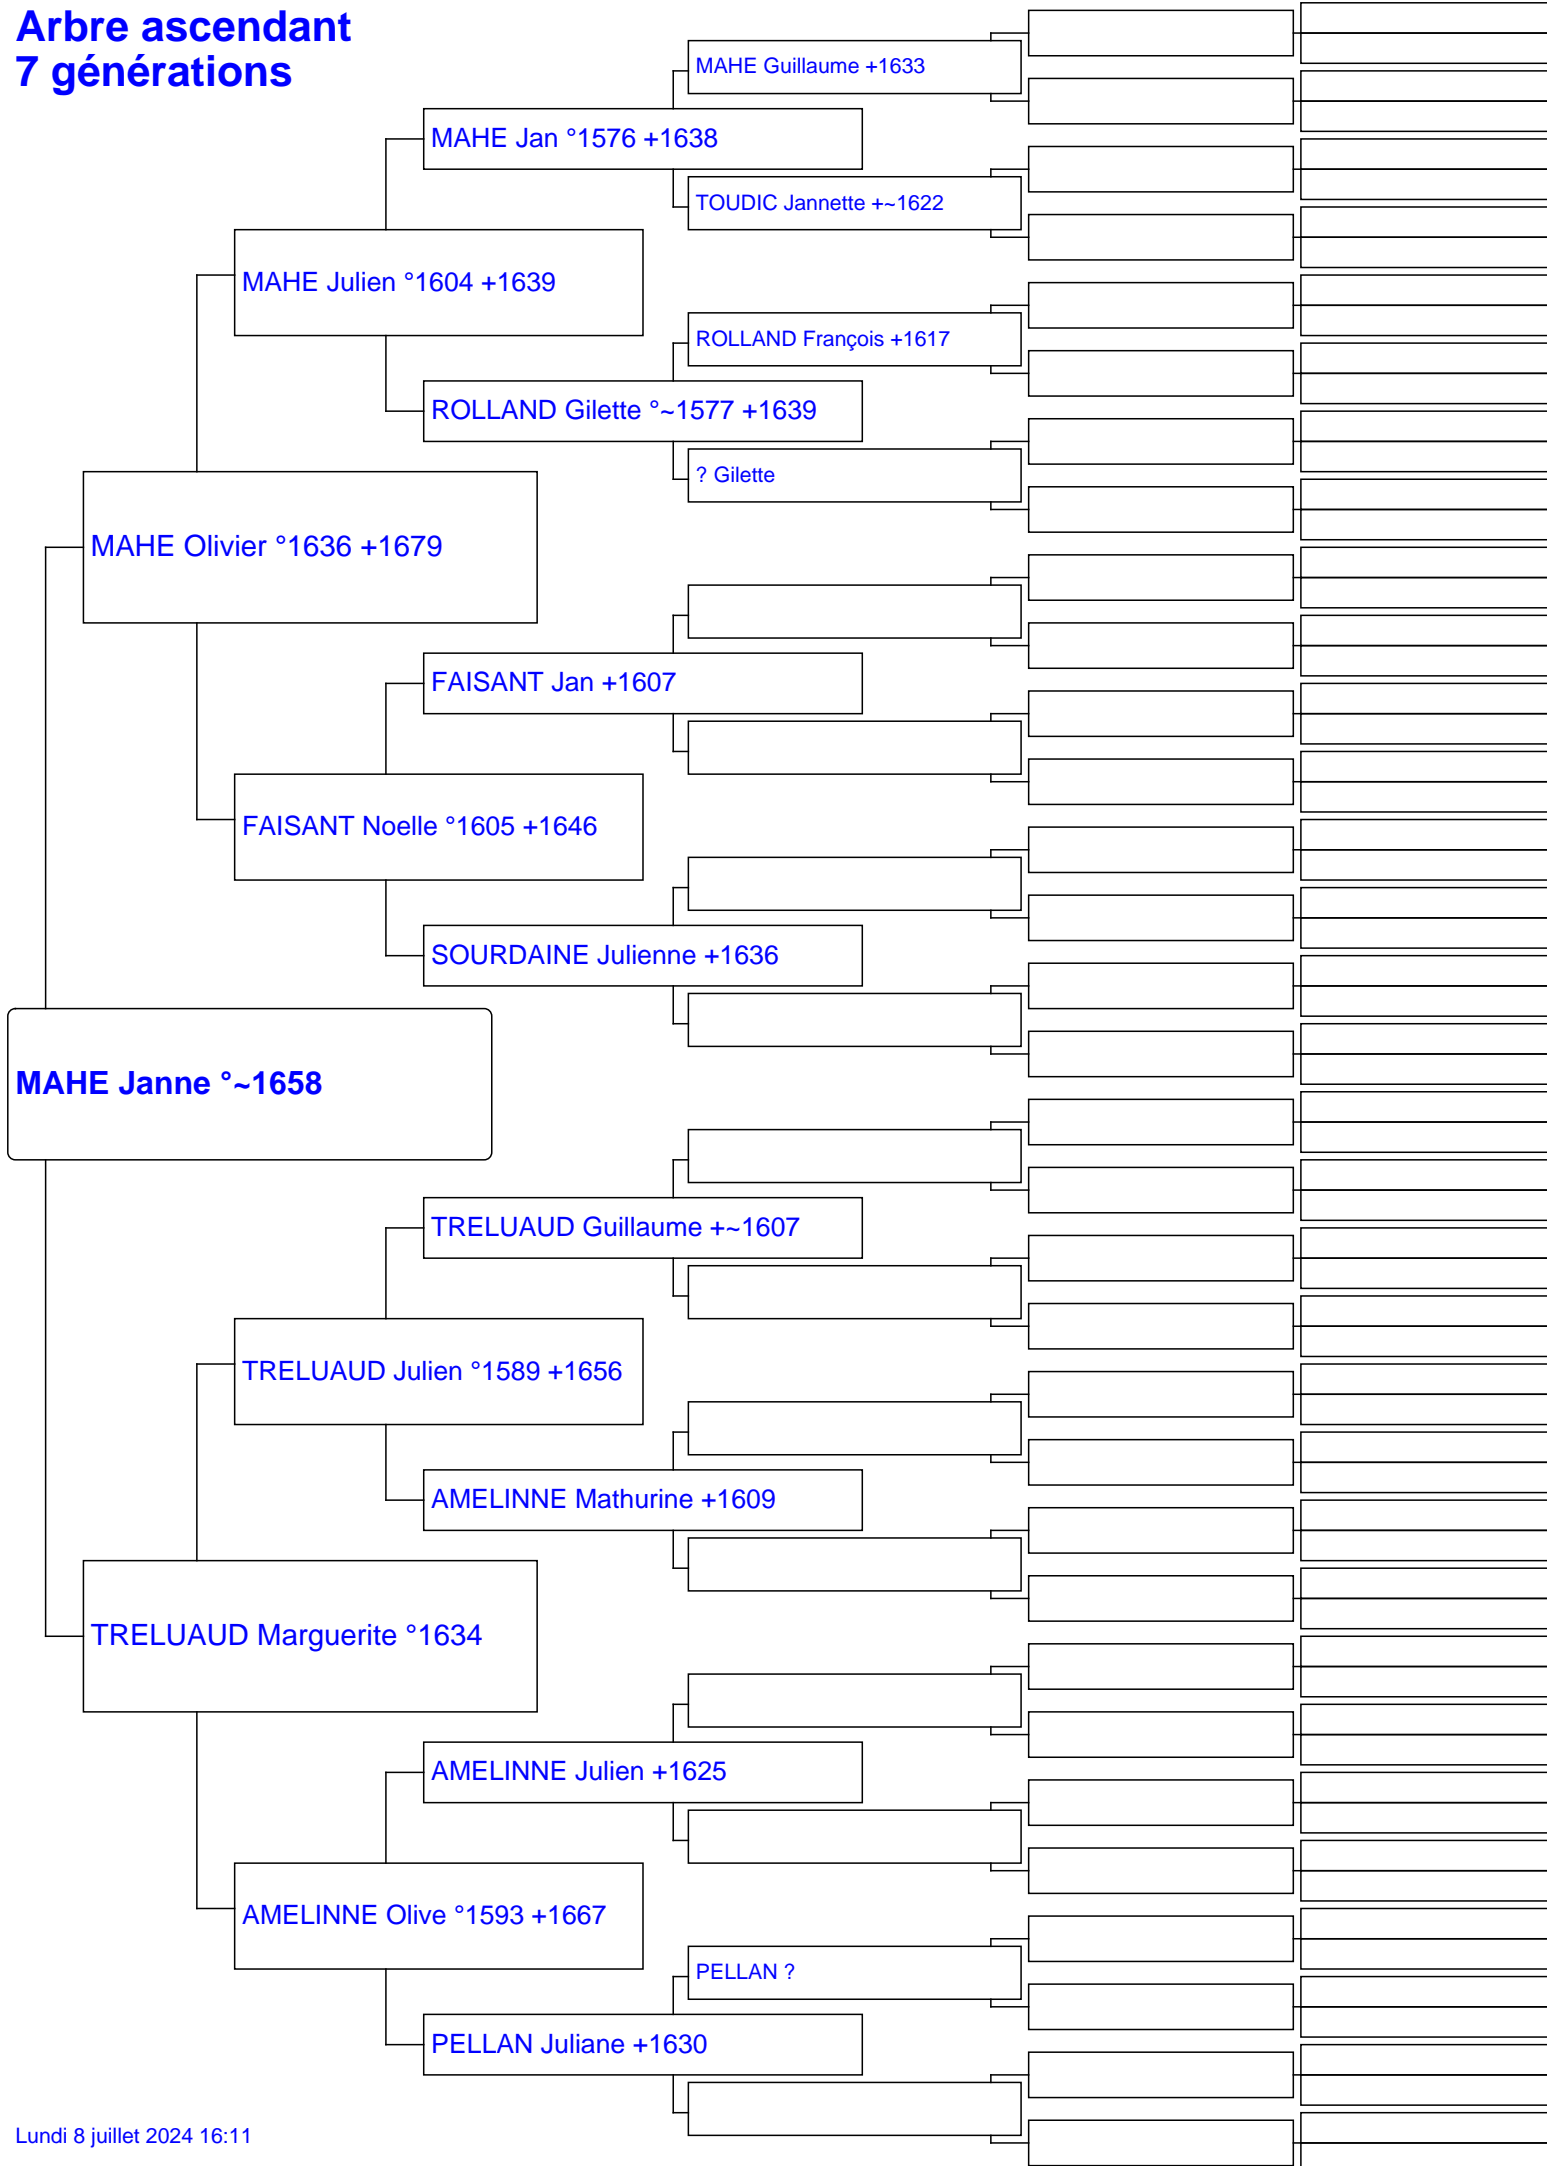 Arbre ascendant
7 générations
MAHE Guillaume +1633
MAHE Jan °1576 +1638
TOUDIC Jannette +~1622
MAHE Julien °1604 +1639
ROLLAND François +1617
ROLLAND Gilette °~1577 +1639
? Gilette
MAHE Olivier °1636 +1679
FAISANT Jan +1607
FAISANT Noelle °1605 +1646
SOURDAINE Julienne +1636
MAHE Janne °~1658
TRELUAUD Guillaume +~1607
TRELUAUD Julien °1589 +1656
AMELINNE Mathurine +1609
TRELUAUD Marguerite °1634
AMELINNE Julien +1625
AMELINNE Olive °1593 +1667
PELLAN ?
PELLAN Juliane +1630
Lundi 8 juillet 2024 16:11